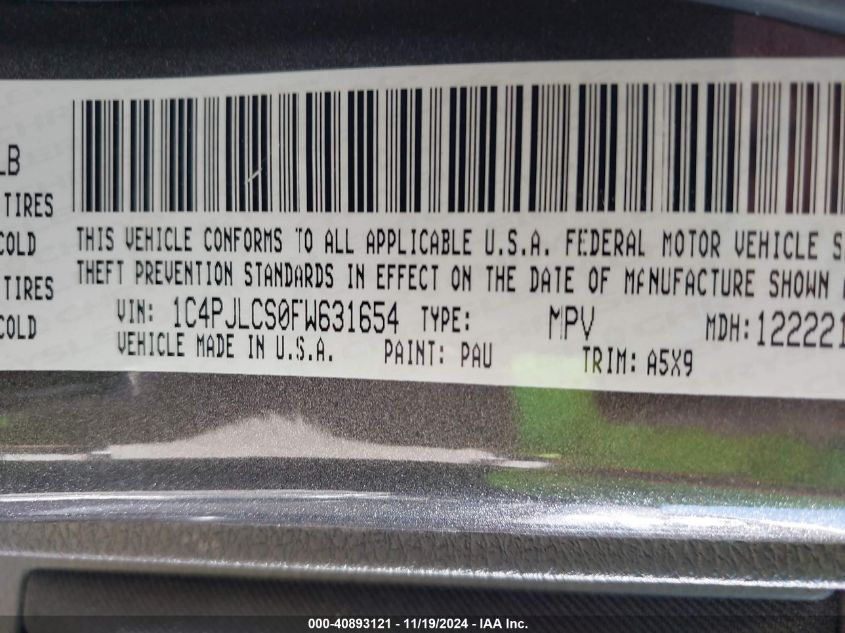 LB
TIRES
COLD
TIRES
COLD
THIS VEHICLE CONFORMS TO ALL APPLICABLE U.S.A. FEDERAL MOTOR VEHICLE S
THEFT PREVENTION STANDARDS IN EFFECT ON THE DATE OF MANUFACTURE SHOWN
VIN: 1C4PJLCS0FW631654 TYPE: MPV MDH:122221
VEHICLE MADE IN U.S.A. PAINT: PAU TRIM: A5X9
000-40893121 - 11/19/2024 - IAA Inc.